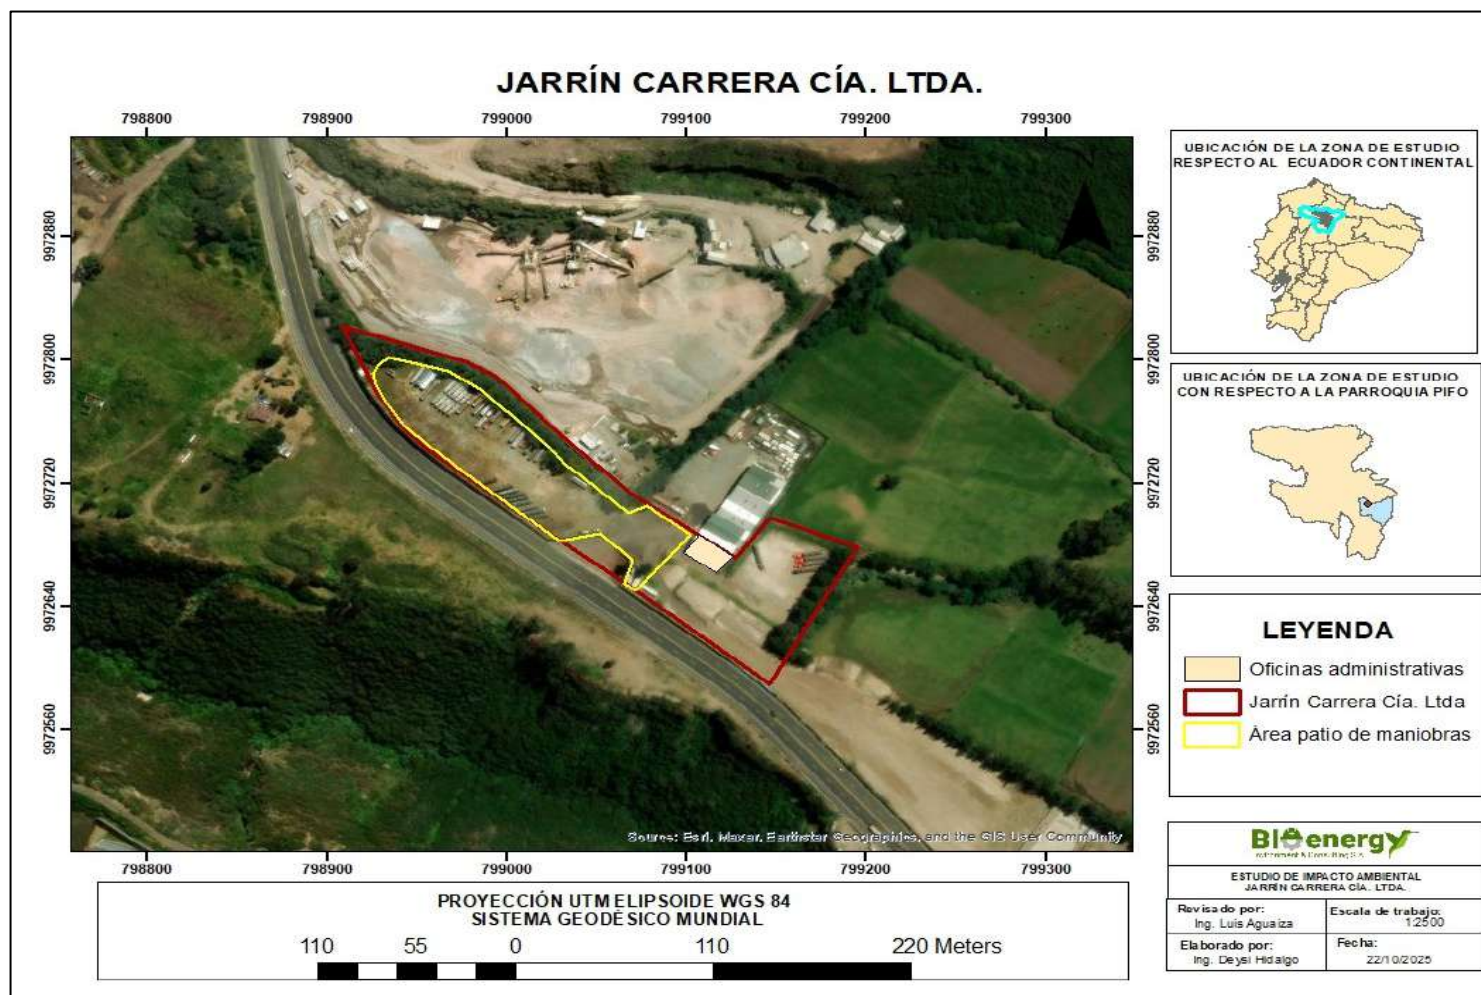 JARRÍN CARRERA CÍA. LTDA.
798800 798900 799000 799100 799200 799300
9972880 9972800 9972720 9972640 9972560
9972880 9972800 9972720 9972640 9972560
Source: Esri, Maxar, Earthstar Geographics, and the GIS User Community
798800 798900 799000 799100 799200 799300
PROYECCIÓN UTM ELIPSOIDE WGS 84
SISTEMA GEODÉSICO MUNDIAL
110 55 0 110 220 Meters
UBICACIÓN DE LA ZONA DE ESTUDIO
RESPECTO AL ECUADOR CONTINENTAL
UBICACIÓN DE LA ZONA DE ESTUDIO
CON RESPECTO A LA PARROQUIA PIFO
LEYENDA
Oficinas administrativas
Jarrín Carrera Cía. Ltda
Área patio de maniobras
Bioenergy
ESTUDIO DE IMPACTO AMBIENTAL
JARRÍN CARRERA CÍA. LTDA.
Revisado por:
Ing. Luis Aguaiza
Escala de trabajo:
1:2500
Elaborado por:
Ing. Deysi Hidalgo
Fecha:
22/10/2025